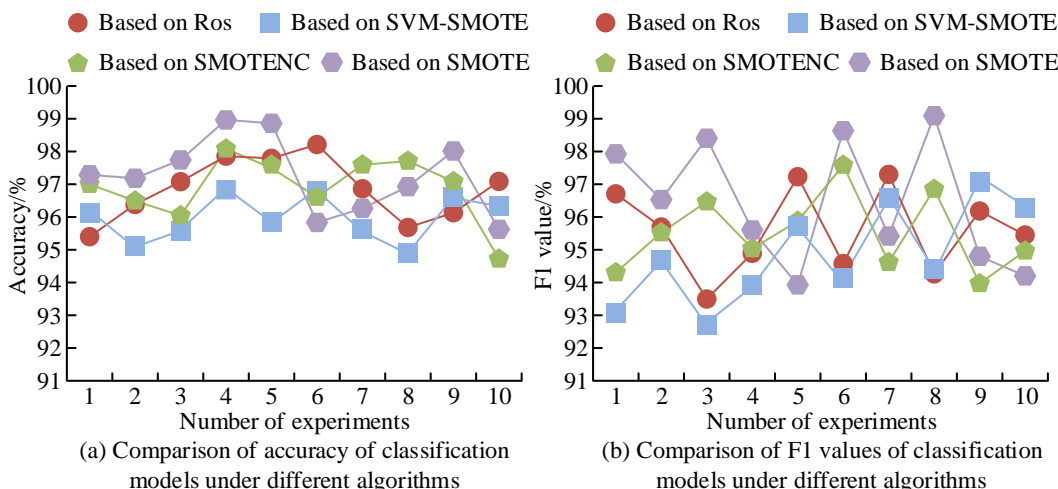 Based on Ros
Based on SVM-SMOTE
Based on SMOTENC
Based on SMOTE
Accuracy/%
100
99
98
97
96
95
94
93
92
91
1 2 3 4 5 6 7 8 9 10
Number of experiments
(a) Comparison of accuracy of classification
models under different algorithms
Based on Ros
Based on SVM-SMOTE
Based on SMOTENC
Based on SMOTE
F1 value/%
100
99
98
97
96
95
94
93
92
91
1 2 3 4 5 6 7 8 9 10
Number of experiments
(b) Comparison of F1 values of classification
models under different algorithms